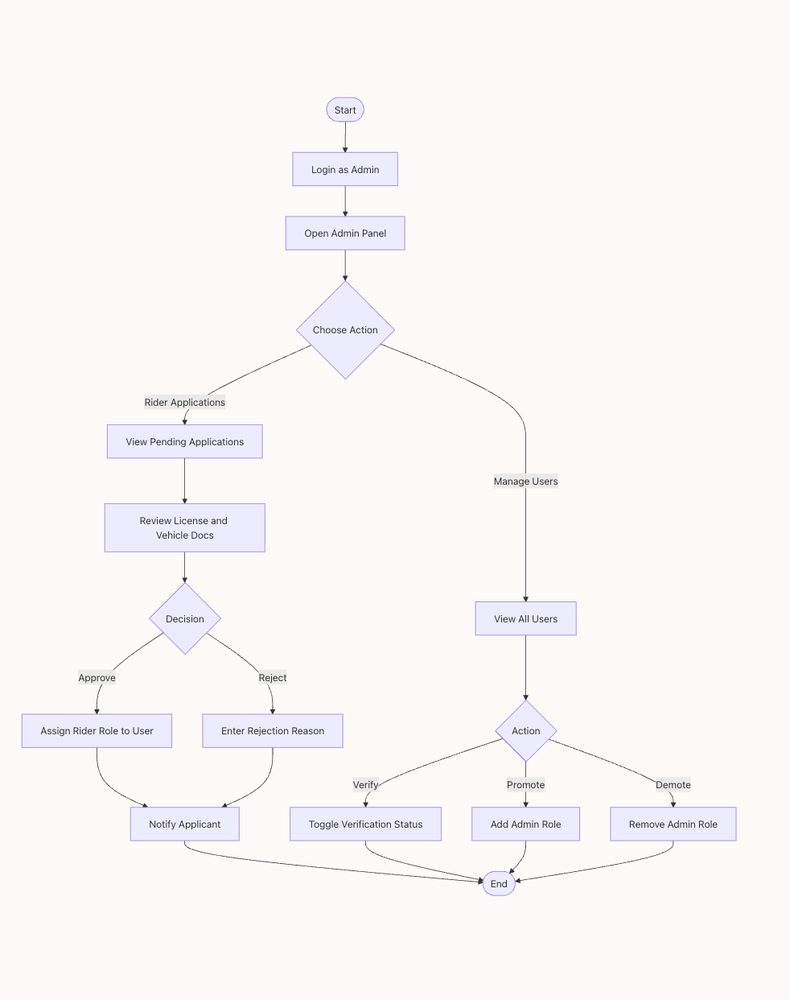 Start
Login as Admin
Open Admin Panel
Choose Action
Rider Applications
View Pending Applications
Manage Users
Review License and
Vehicle Docs
Decision
View All Users
Approve
Reject
Assign Rider Role to User
Enter Rejection Reason
Action
Verify
Promote
Demote
Notify Applicant
Toggle Verification Status
Add Admin Role
Remove Admin Role
End